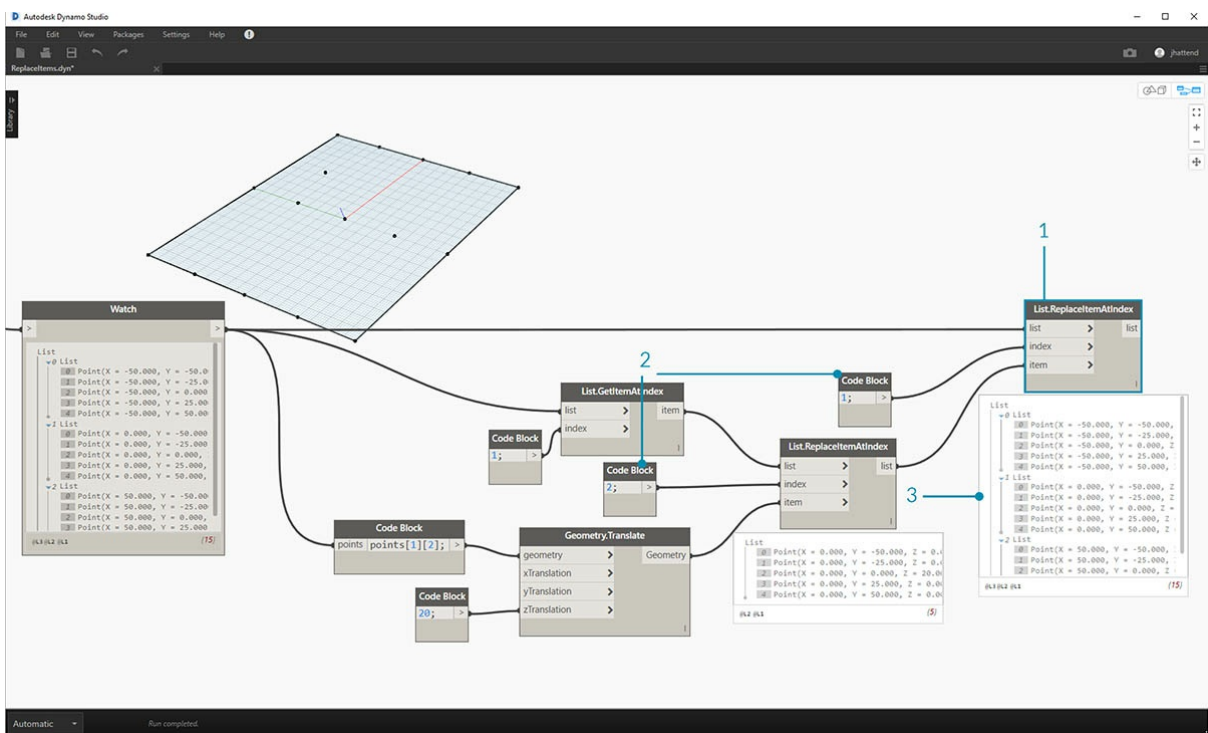 Autodesk Dynamo Studio
File Edit View Packages Settings Help
jhattend
ReplaceItems.dyn*
Library
1
Watch
List.ReplaceItemAtIndex
> >
list > list
index >
item >
List
0 List
0 Point(X = -50.000, Y = -50.0
1 Point(X = -50.000, Y = -25.0
2 Point(X = -50.000, Y = 0.000
3 Point(X = -50.000, Y = 25.00
4 Point(X = -50.000, Y = 50.00
1 List
0 Point(X = 0.000, Y = -50.000
1 Point(X = 0.000, Y = -25.000
2 Point(X = 0.000, Y = 0.000,
3 Point(X = 0.000, Y = 25.000,
4 Point(X = 0.000, Y = 50.000,
2 List
0 Point(X = 50.000, Y = -50.00
1 Point(X = 50.000, Y = -25.00
2 Point(X = 50.000, Y = 0.000,
3 Point(X = 50.000, Y = 25.000
@L3 @L2 @L1 {15}
2
List.GetItemAtIndex
list > item
index >
Code Block
1; >
Code Block
1; >
Code Block
2; >
List.ReplaceItemAtIndex
list > list
index >
item >
3
List
0 List
0 Point(X = -50.000, Y = -50.000,
1 Point(X = -50.000, Y = -25.000,
2 Point(X = -50.000, Y = 0.000, Z
3 Point(X = -50.000, Y = 25.000,
4 Point(X = -50.000, Y = 50.000,
1 List
0 Point(X = 0.000, Y = -50.000, Z
1 Point(X = 0.000, Y = -25.000, Z
2 Point(X = 0.000, Y = 0.000, Z =
3 Point(X = 0.000, Y = 25.000, Z
4 Point(X = 0.000, Y = 50.000, Z
2 List
0 Point(X = 50.000, Y = -50.000,
1 Point(X = 50.000, Y = -25.000,
2 Point(X = 50.000, Y = 0.000, Z
@L3 @L2 @L1 {15}
Code Block
points points[1][2]; >
Code Block
20; >
Geometry.Translate
geometry > Geometry
xTranslation >
yTranslation >
zTranslation >
List
0 Point(X = 0.000, Y = -50.000, Z = 0.0
1 Point(X = 0.000, Y = -25.000, Z = 0.0
2 Point(X = 0.000, Y = 0.000, Z = 20.00
3 Point(X = 0.000, Y = 25.000, Z = 0.00
4 Point(X = 0.000, Y = 50.000, Z = 0.00
@L2 @L1 {5}
Automatic
Run completed.